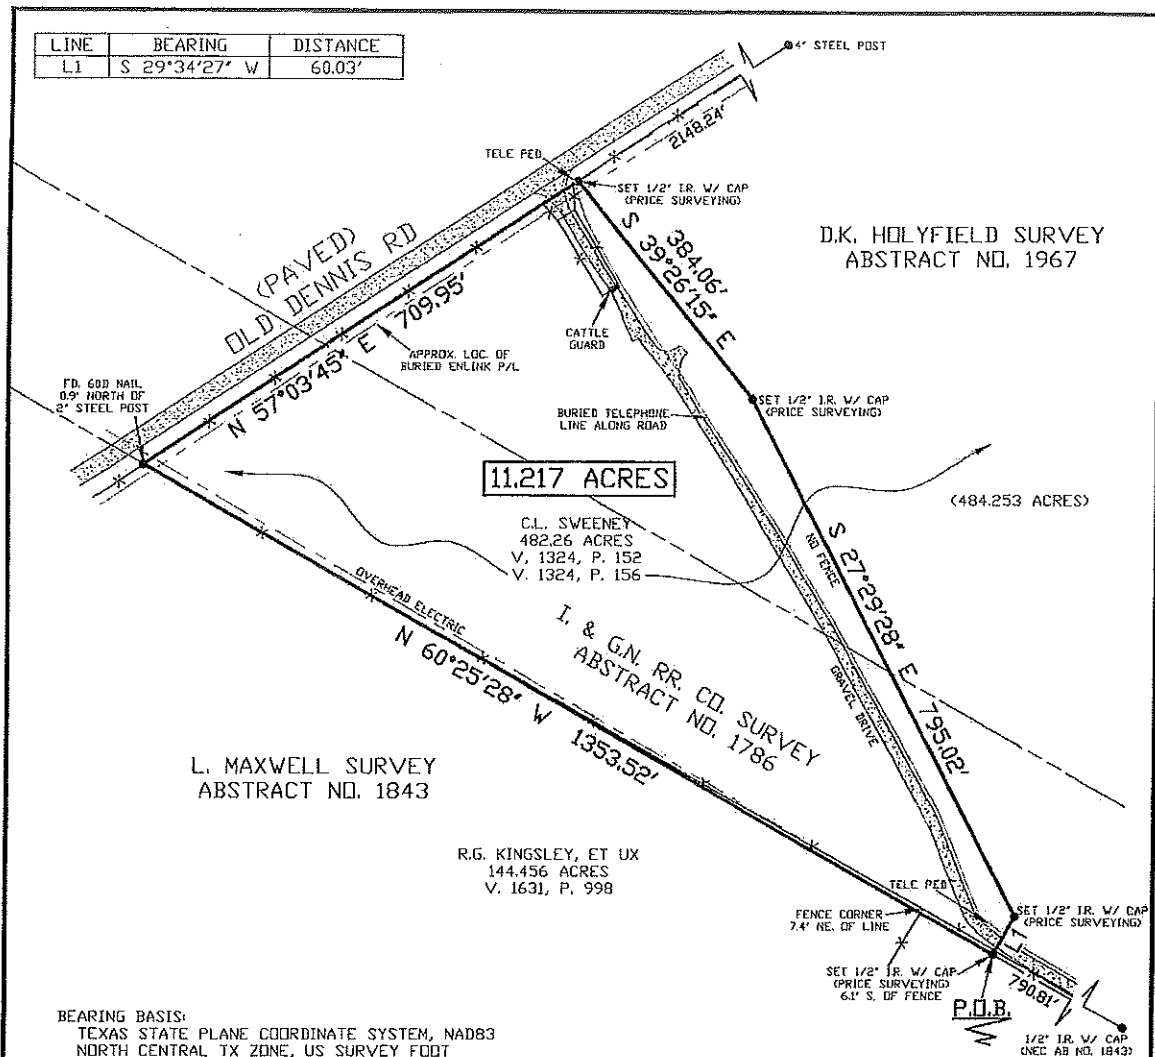 LINE BEARING DISTANCE
L1 S 29°34'27" W 60.03'
4" STEEL POST
2148.24'
TELE PED
SET 1/2" I.R. W/ CAP
(PRICE SURVEYING)
D.K. HOLYFIELD SURVEY
ABSTRACT NO. 1967
384.06'
S 39°26'15" E
(PAVED)
OLD DENNIS RD
CATTLE
GUARD
N 57°03'45" E 709.95'
APPROX. LOC. OF
BURIED ENLINK P/L
FD. 60D NAIL
0.9' NORTH OF
2" STEEL POST
SET 1/2" I.R. W/ CAP
(PRICE SURVEYING)
BURIED TELEPHONE
LINE ALONG ROAD
11.217 ACRES
(484.253 ACRES)
C.L. SWEENEY
482.26 ACRES
V. 1324, P. 152
V. 1324, P. 156
NO FENCE
S 27°29'28" E 795.02'
OVERHEAD ELECTRIC
N 60°25'28" W 1353.52'
I. & G.N. RR. CO. SURVEY
ABSTRACT NO. 1786
GRAVEL DRIVE
L. MAXWELL SURVEY
ABSTRACT NO. 1843
R.G. KINGSLEY, ET UX
144.456 ACRES
V. 1631, P. 998
TELE PED
FENCE CORNER
7.4' NE. OF LINE
SET 1/2" I.R. W/ CAP
(PRICE SURVEYING)
L1
SET 1/2" I.R. W/ CAP
(PRICE SURVEYING)
6.1' S. OF FENCE
790.81'
P.O.B.
1/2" I.R. W/ CAP
(NEC AB NO. 1843)
BEARING BASIS:
TEXAS STATE PLANE COORDINATE SYSTEM, NAD83
NORTH CENTRAL TX ZONE, US SURVEY FOOT